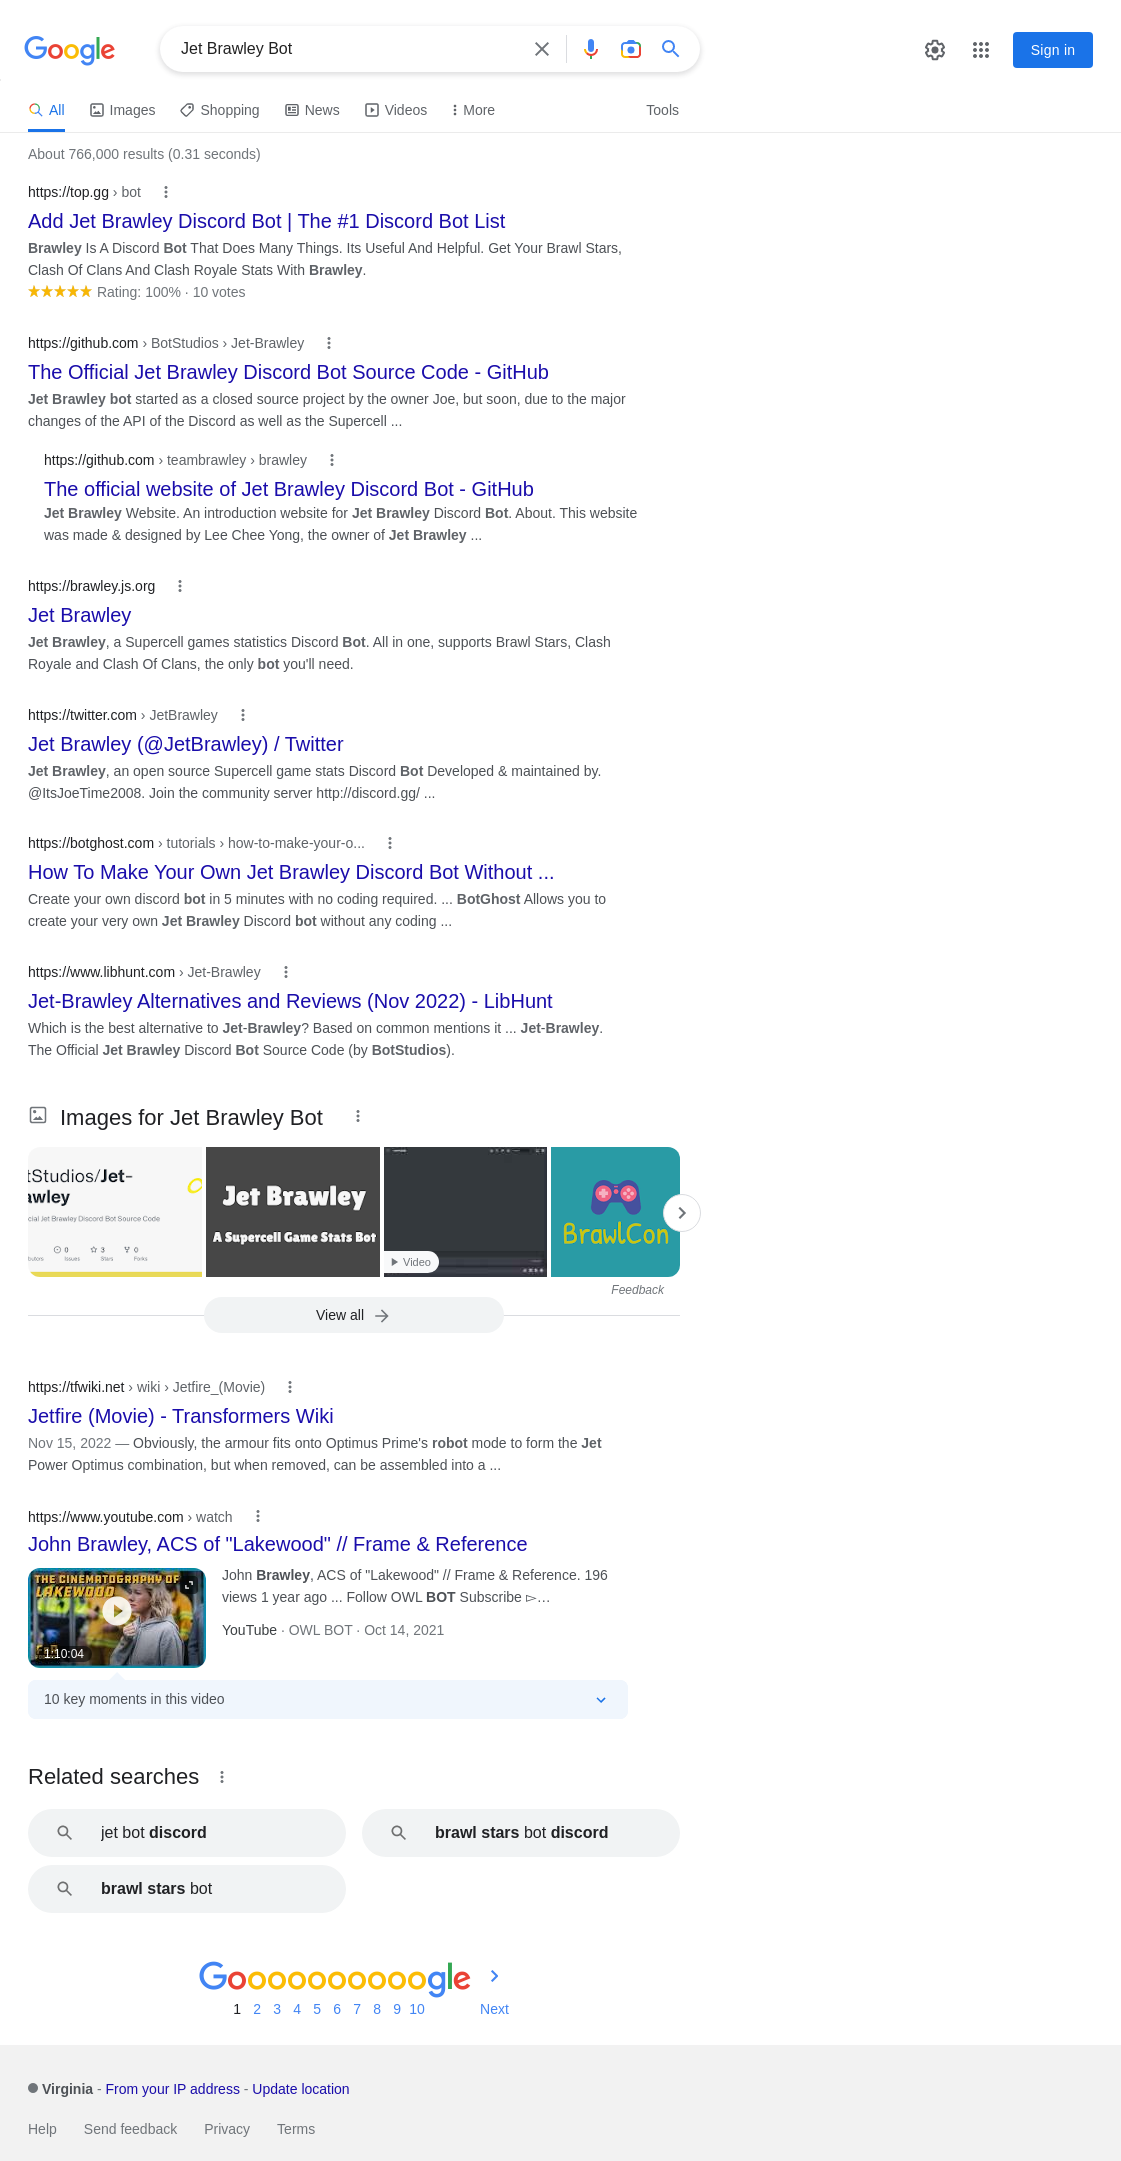 Google
Jet Brawley Bot
Sign in
All
Images
Shopping
News
Videos
More
Tools
About 766,000 results (0.31 seconds)
https://top.gg › bot
Add Jet Brawley Discord Bot | The #1 Discord Bot List
Brawley Is A Discord Bot That Does Many Things. Its Useful And Helpful. Get Your Brawl Stars,
Clash Of Clans And Clash Royale Stats With Brawley.
Rating: 100% · 10 votes
https://github.com › BotStudios › Jet-Brawley
The Official Jet Brawley Discord Bot Source Code - GitHub
Jet Brawley bot started as a closed source project by the owner Joe, but soon, due to the major
changes of the API of the Discord as well as the Supercell ...
https://github.com › teambrawley › brawley
The official website of Jet Brawley Discord Bot - GitHub
Jet Brawley Website. An introduction website for Jet Brawley Discord Bot. About. This website
was made & designed by Lee Chee Yong, the owner of Jet Brawley ...
https://brawley.js.org
Jet Brawley
Jet Brawley, a Supercell games statistics Discord Bot. All in one, supports Brawl Stars, Clash
Royale and Clash Of Clans, the only bot you'll need.
https://twitter.com › JetBrawley
Jet Brawley (@JetBrawley) / Twitter
Jet Brawley, an open source Supercell game stats Discord Bot Developed & maintained by.
@ItsJoeTime2008. Join the community server http://discord.gg/ ...
https://botghost.com › tutorials › how-to-make-your-o...
How To Make Your Own Jet Brawley Discord Bot Without ...
Create your own discord bot in 5 minutes with no coding required. ... BotGhost Allows you to
create your very own Jet Brawley Discord bot without any coding ...
https://www.libhunt.com › Jet-Brawley
Jet-Brawley Alternatives and Reviews (Nov 2022) - LibHunt
Which is the best alternative to Jet-Brawley? Based on common mentions it ... Jet-Brawley.
The Official Jet Brawley Discord Bot Source Code (by BotStudios).
Images for Jet Brawley Bot
tStudios/Jet-
awley
cial Jet Brawley Discord Bot Source Code
0
3
0
butors
Issues
Stars
Forks
Jet Brawley
A Supercell Game Stats Bot
Video
BrawlCon
Feedback
View all
https://tfwiki.net › wiki › Jetfire_(Movie)
Jetfire (Movie) - Transformers Wiki
Nov 15, 2022 — Obviously, the armour fits onto Optimus Prime's robot mode to form the Jet
Power Optimus combination, but when removed, can be assembled into a ...
https://www.youtube.com › watch
John Brawley, ACS of "Lakewood" // Frame & Reference
THE CINEMATOGRAPHY OF
LAKEWOOD
1:10:04
John Brawley, ACS of "Lakewood" // Frame & Reference. 196
views 1 year ago ... Follow OWL BOT Subscribe ▻…
YouTube · OWL BOT · Oct 14, 2021
10 key moments in this video
Related searches
jet bot discord
brawl stars bot discord
brawl stars bot
Goooooooooogle
1 2 3 4 5 6 7 8 9 10 Next
Virginia - From your IP address - Update location
Help
Send feedback
Privacy
Terms